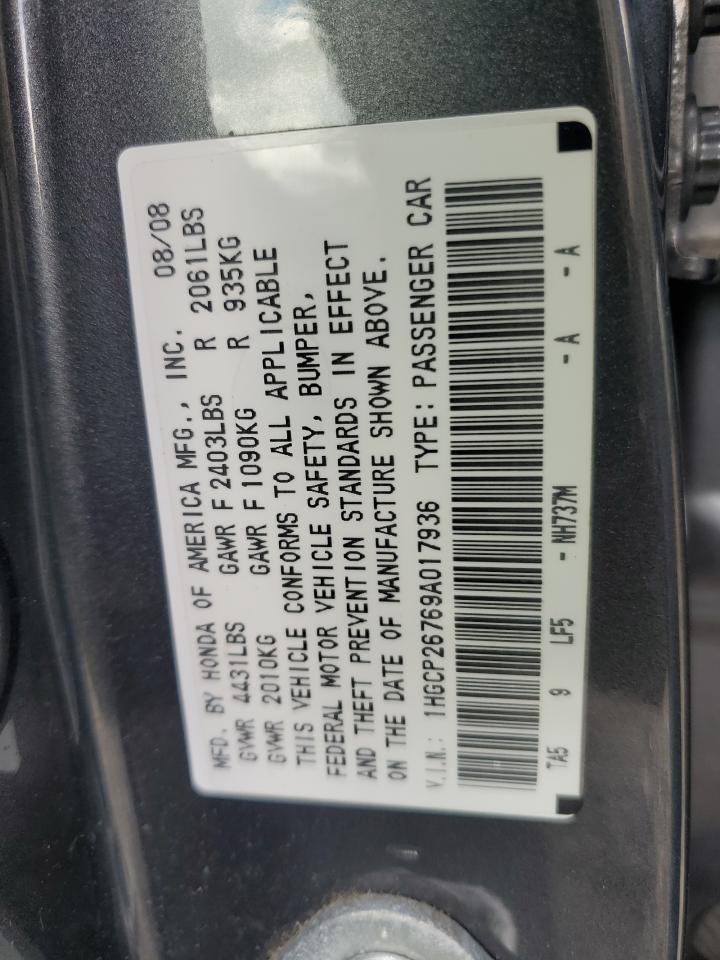 MFD. BY HONDA OF AMERICA MFG., INC. 08/08
GVWR 4431LBS GAWR F 2403LBS R 2061LBS
GVWR 2010KG GAWR F 1090KG R 935KG
THIS VEHICLE CONFORMS TO ALL APPLICABLE
FEDERAL MOTOR VEHICLE SAFETY, BUMPER,
AND THEFT PREVENTION STANDARDS IN EFFECT
ON THE DATE OF MANUFACTURE SHOWN ABOVE.
V.I.N.: 1HGCP26769A017936 TYPE: PASSENGER CAR
TA5 9 LF5 - NH737M - A - A